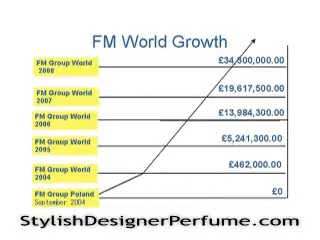 FM World Growth
FM Group World
2008
£34,300,000.00
FM Group World
2007
£19,617,500.00
FM Group World
2006
£13,984,300.00
FM Group World
2005
£5,241,300.00
FM Group World
2004
£462,000.00
FM Group Poland
September 2004
£0
StylishDesignerPerfume.com